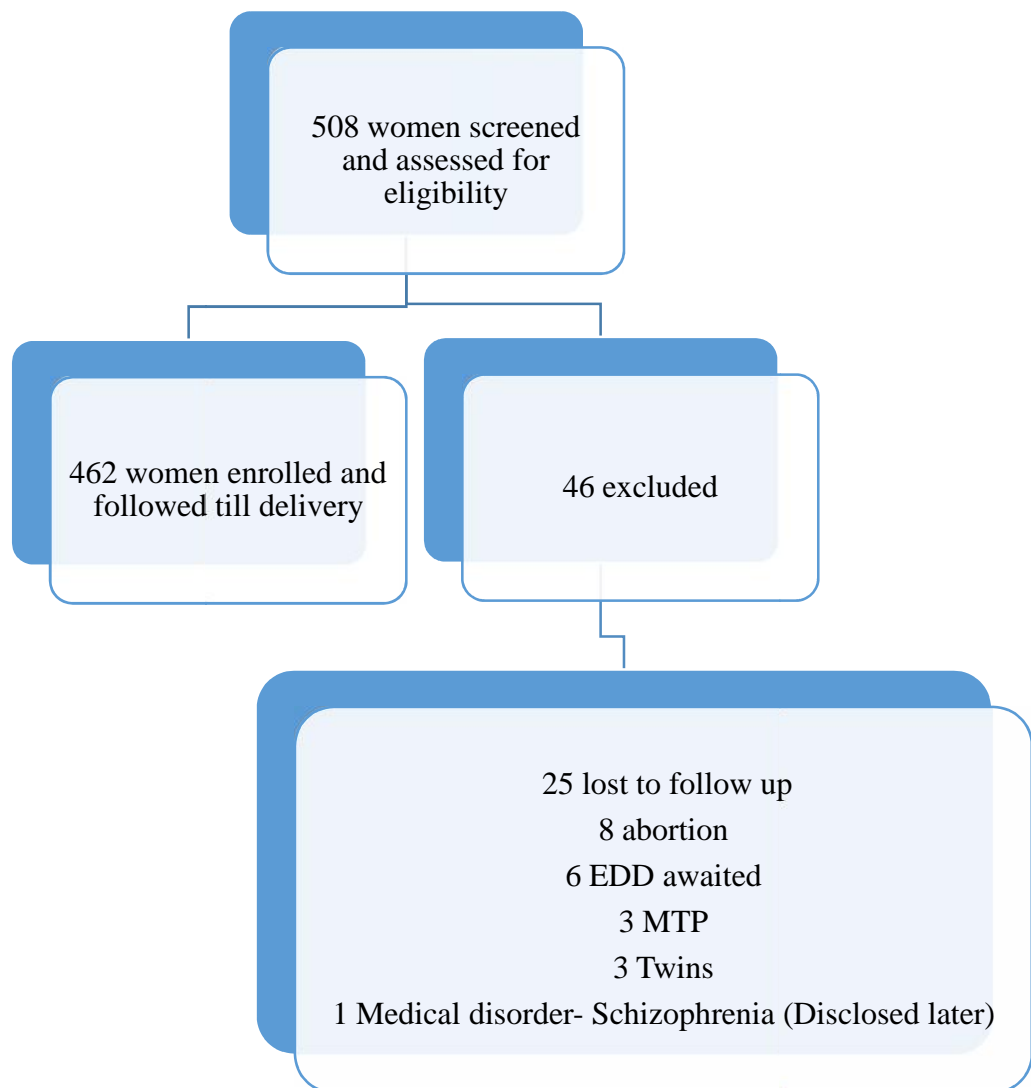 508 women screened
and assessed for
eligibility
462 women enrolled and
followed till delivery
46 excluded
25 lost to follow up
8 abortion
6 EDD awaited
3 MTP
3 Twins
1 Medical disorder- Schizophrenia (Disclosed later)